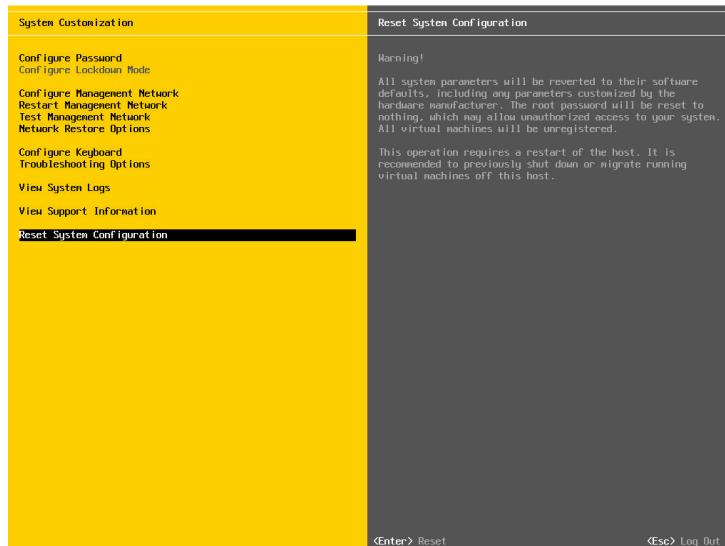 System Customization
Configure Password
Configure Lockdown Mode
Configure Management Network
Restart Management Network
Test Management Network
Network Restore Options
Configure Keyboard
Troubleshooting Options
View System Logs
View Support Information
Reset System Configuration
Reset System Configuration
Warning!
All system parameters will be reverted to their software
defaults, including any parameters customized by the
hardware manufacturer. The root password will be reset to
nothing, which may allow unauthorized access to your system.
All virtual machines will be unregistered.
This operation requires a restart of the host. It is
recommended to previously shut down or migrate running
virtual machines off this host.
<Enter> Reset
<Esc> Log Out